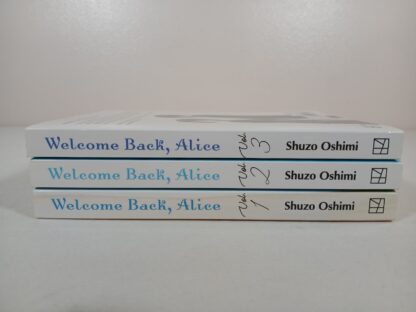 Welcome Back, Alice Vol. 3 Shuzo Oshimi
Welcome Back, Alice Vol. 2 Shuzo Oshimi
Welcome Back, Alice Vol. 1 Shuzo Oshimi